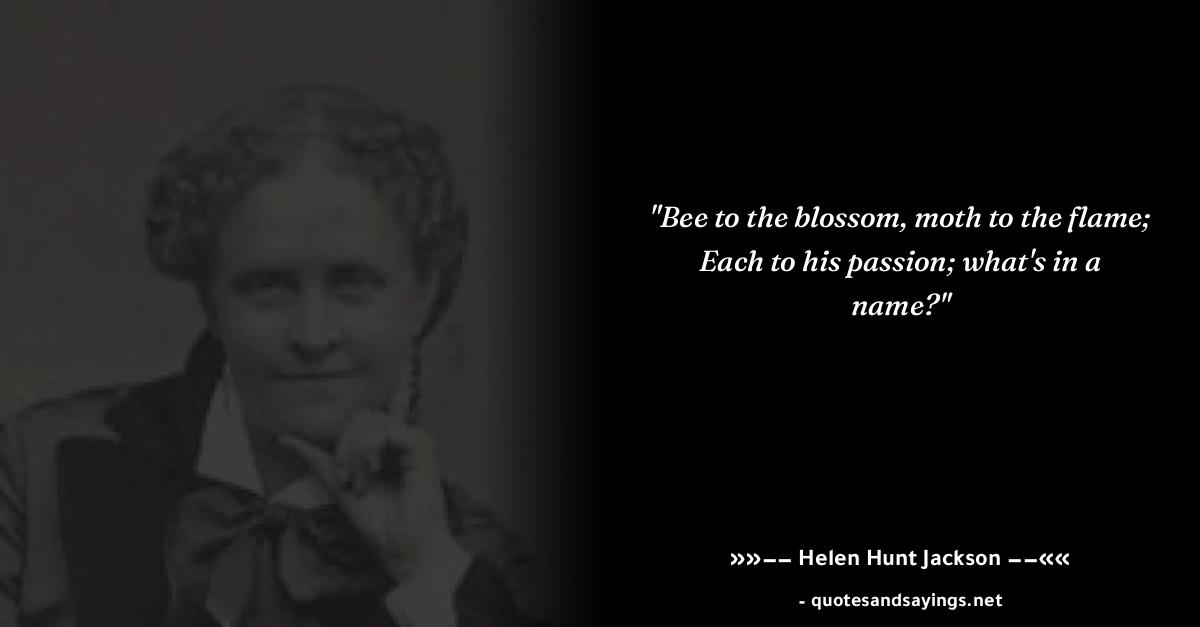 "Bee to the blossom, moth to the flame;
Each to his passion; what's in a
name?"
»»−− Helen Hunt Jackson −−««
- quotesandsayings.net